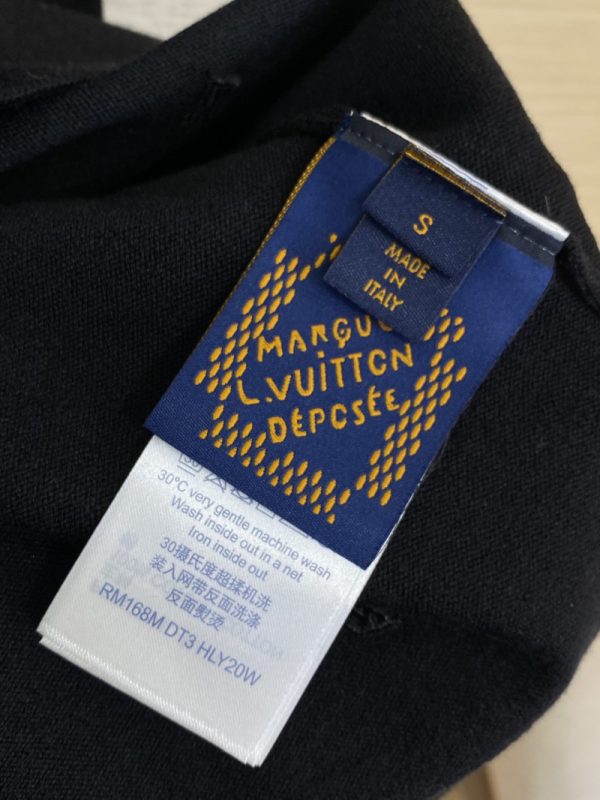 S
MADE
IN
ITALY
MARQUE
L.VUITTON
DÉPOSÉE
30°C very gentle machine wash
Wash inside out in a net
Iron inside out
30摄氏度超揉机洗
装入网带反面洗涤
反面熨烫
RM168M DT3 HLY20W